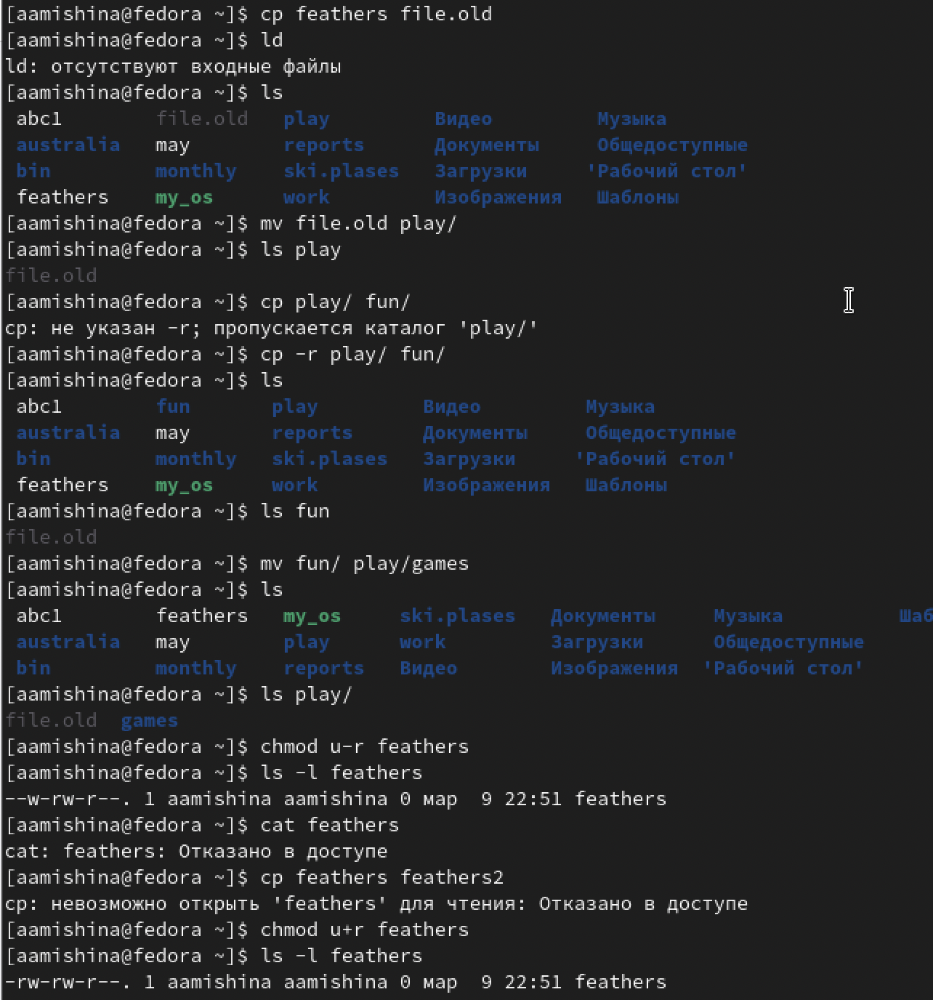 [aamishina@fedora ~]$ cp feathers file.old
[aamishina@fedora ~]$ ld
ld: отсутствуют входные файлы
[aamishina@fedora ~]$ ls
abc1 file.old play Видео Музыка
australia may reports Документы Общедоступные
bin monthly ski.plases Загрузки 'Рабочий стол'
feathers my_os work Изображения Шаблоны
[aamishina@fedora ~]$ mv file.old play/
[aamishina@fedora ~]$ ls play
file.old
[aamishina@fedora ~]$ cp play/ fun/
cp: не указан -r; пропускается каталог 'play/'
[aamishina@fedora ~]$ cp -r play/ fun/
[aamishina@fedora ~]$ ls
abc1 fun play Видео Музыка
australia may reports Документы Общедоступные
bin monthly ski.plases Загрузки 'Рабочий стол'
feathers my_os work Изображения Шаблоны
[aamishina@fedora ~]$ ls fun
file.old
[aamishina@fedora ~]$ mv fun/ play/games
[aamishina@fedora ~]$ ls
abc1 feathers my_os ski.plases Документы Музыка Шаб
australia may play work Загрузки Общедоступные
bin monthly reports Видео Изображения 'Рабочий стол'
[aamishina@fedora ~]$ ls play/
file.old games
[aamishina@fedora ~]$ chmod u-r feathers
[aamishina@fedora ~]$ ls -l feathers
--w-rw-r--. 1 aamishina aamishina 0 мар  9 22:51 feathers
[aamishina@fedora ~]$ cat feathers
cat: feathers: Отказано в доступе
[aamishina@fedora ~]$ cp feathers feathers2
cp: невозможно открыть 'feathers' для чтения: Отказано в доступе
[aamishina@fedora ~]$ chmod u+r feathers
[aamishina@fedora ~]$ ls -l feathers
-rw-rw-r--. 1 aamishina aamishina 0 мар  9 22:51 feathers